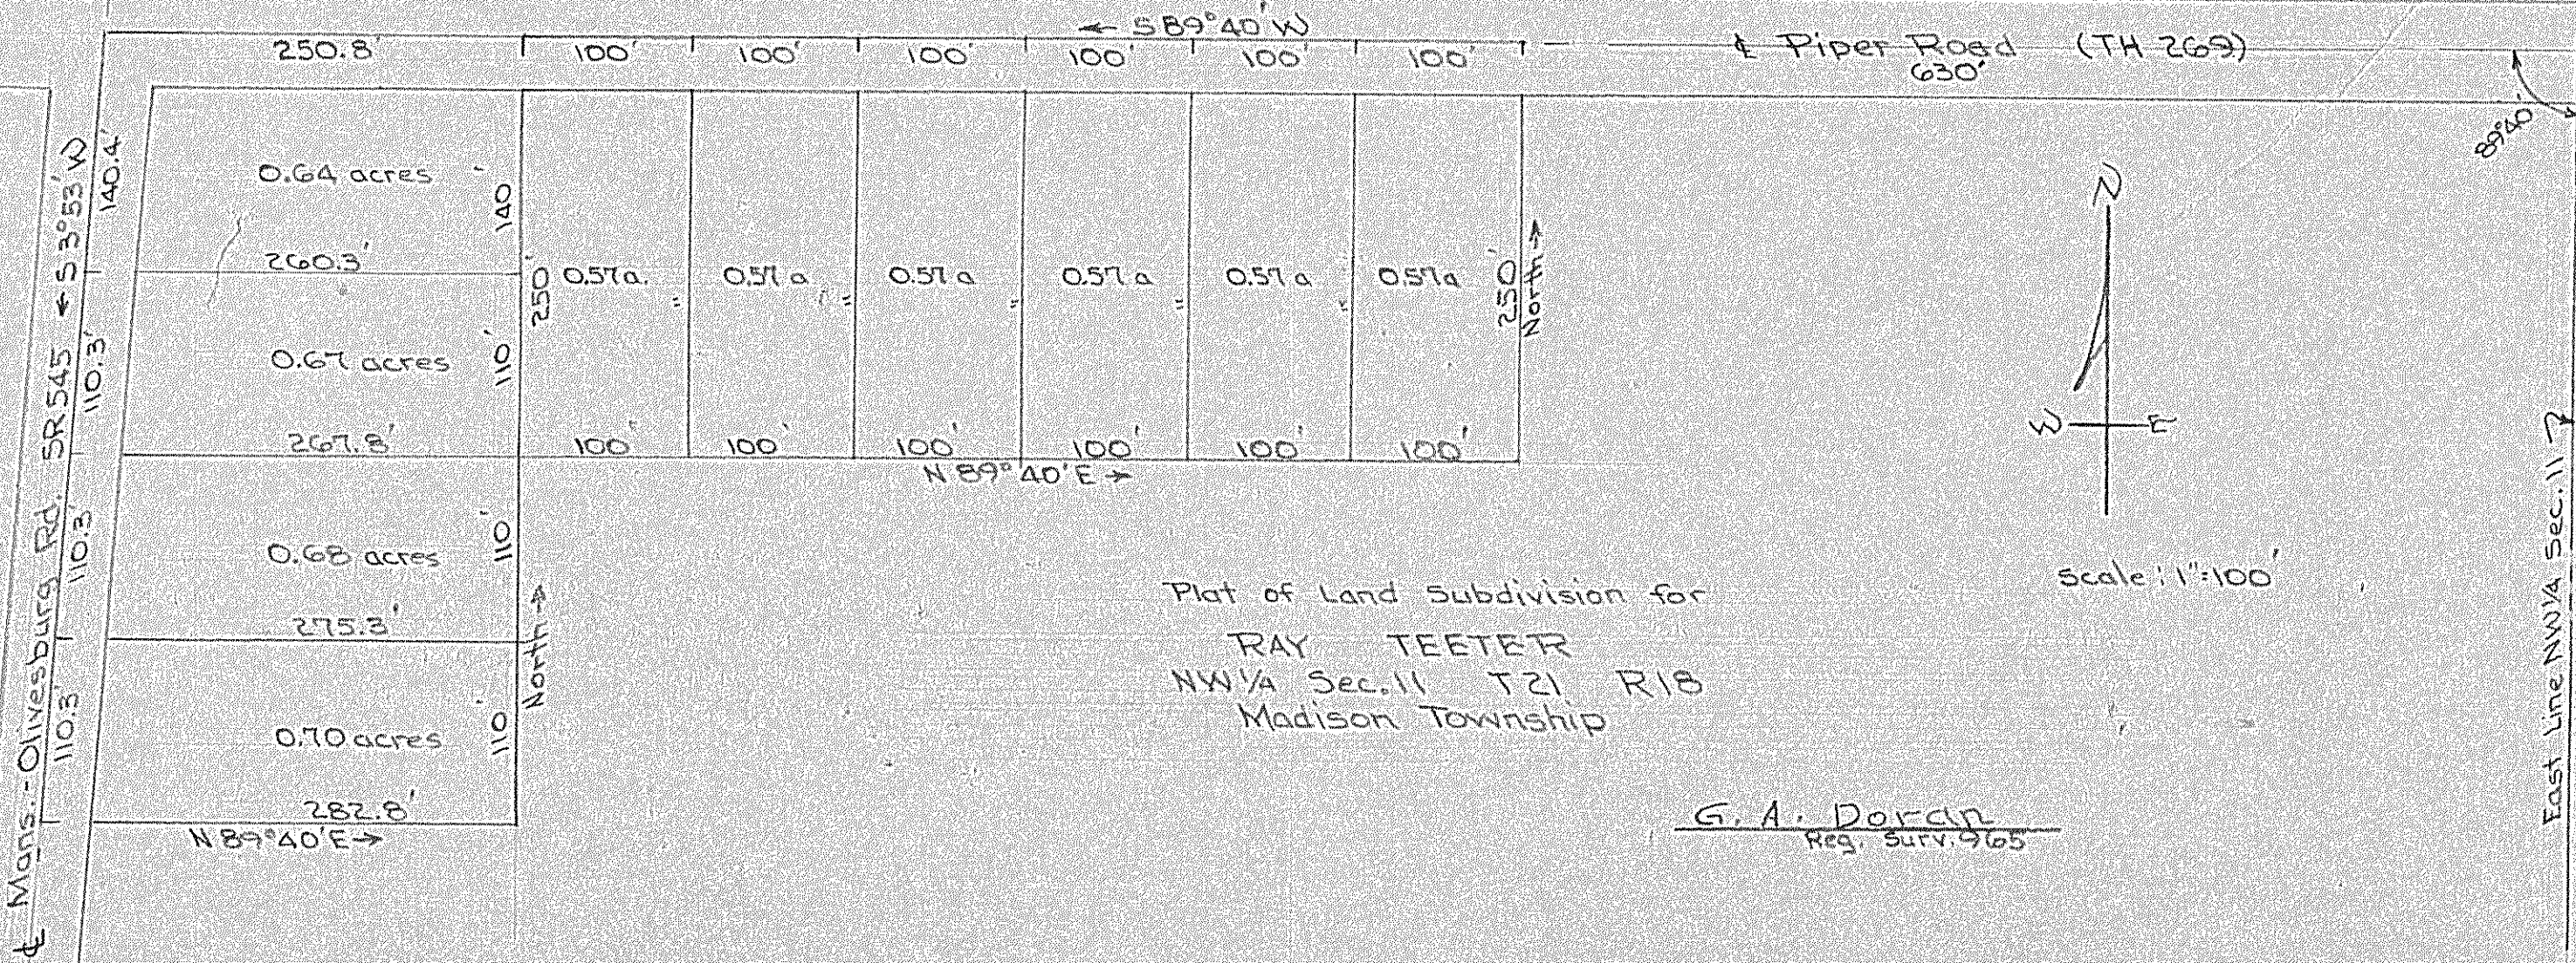 ← S 89° 40' W
250.8' 100' 100' 100' 100' 100' 100' ℄ Piper Road (TH 269)
630'
89°40'
℄ Mans.-Olivesburg Rd. SR 545 ← S 3° 53' W
140.4'
110.3'
110.3'
110.3'
0.64 acres
140'
260.3'
0.67 acres
110'
267.8'
0.68 acres
110'
275.3'
0.70 acres
110'
282.8'
N 89° 40' E →
North →
250'
0.57 a. 0.57 a 0.57 a 0.57 a 0.57 a 0.57 a
" " " " "
250'
North →
100' 100' 100' 100' 100' 100'
N 89° 40' E →
N
W E
Scale: 1"=100'
East Line NW 1/4 Sec. 11
Plat of Land Subdivision for
RAY TEETER
NW 1/4 Sec. 11 T 21 R 18
Madison Township
G. A. Doran
Reg. Surv. 965